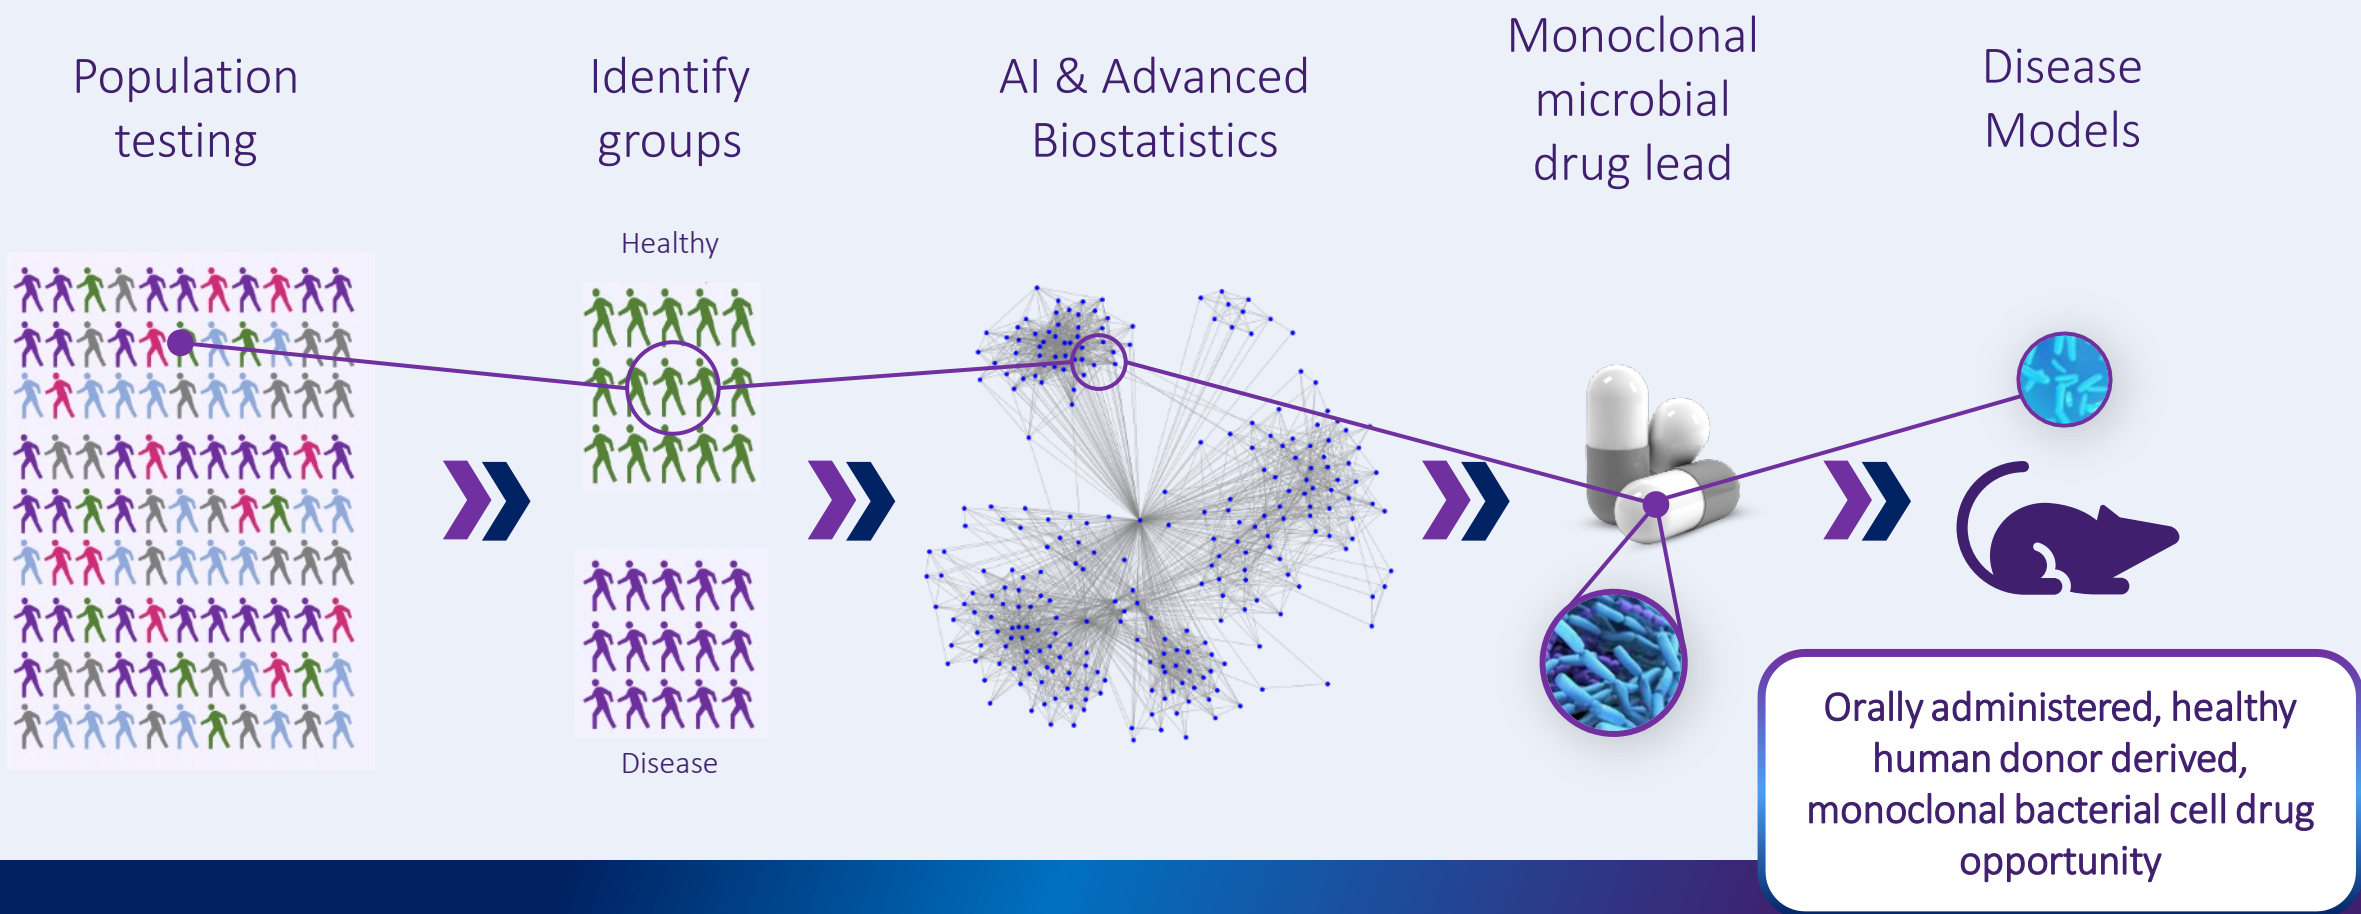 Population
testing
Identify
groups
AI & Advanced
Biostatistics
Monoclonal
microbial
drug lead
Disease
Models
Healthy
Disease
Orally administered, healthy
human donor derived,
monoclonal bacterial cell drug
opportunity